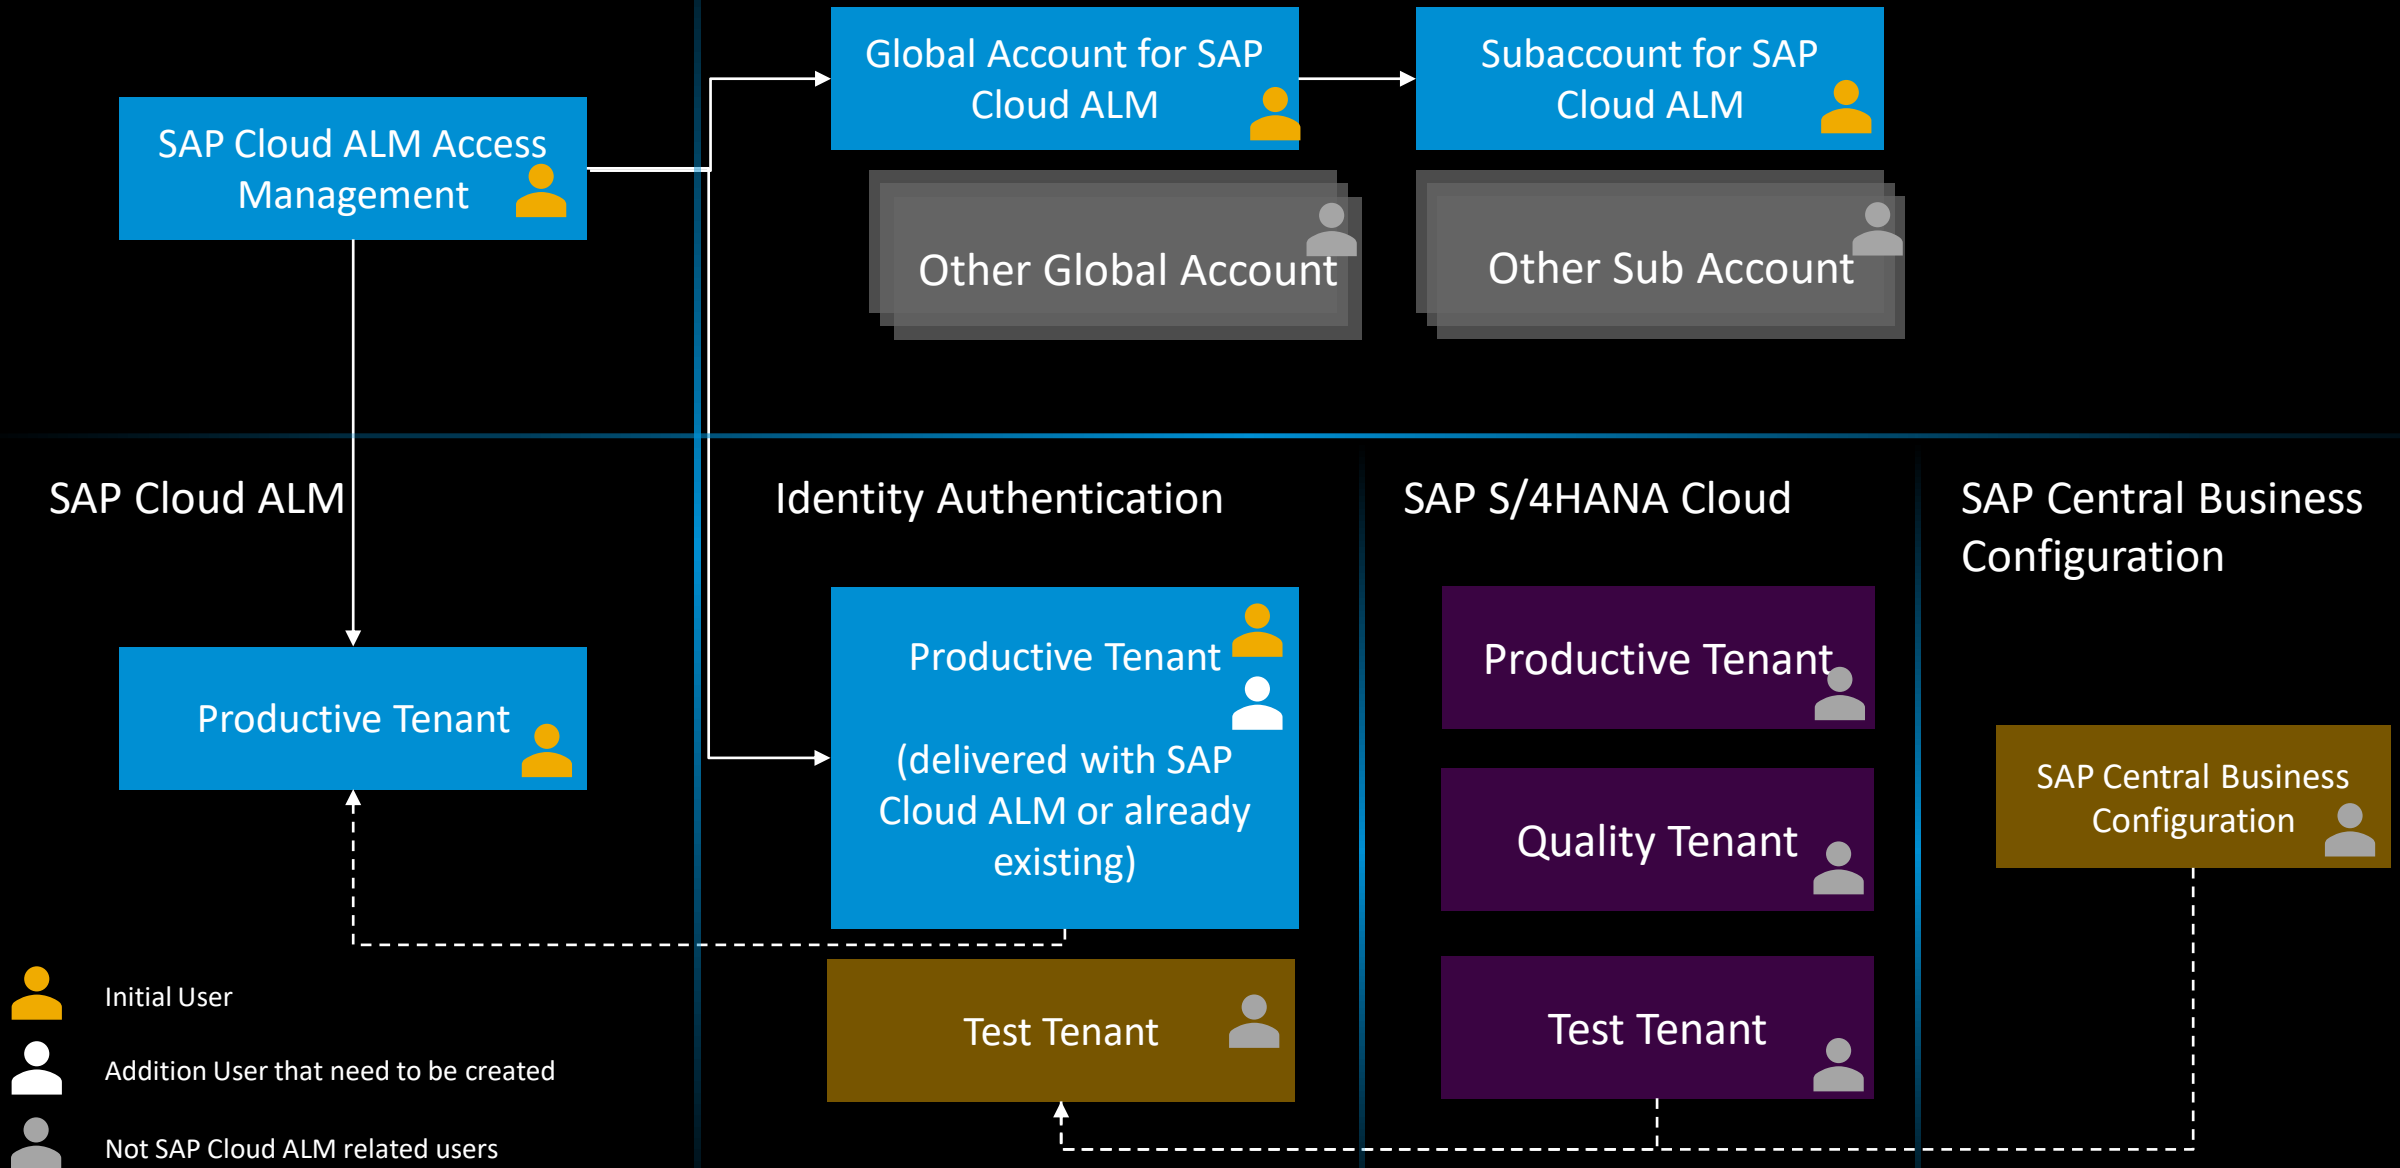 SAP Cloud ALM Access
Management
Global Account for SAP
Cloud ALM
Subaccount for SAP
Cloud ALM
Other Global Account
Other Sub Account
SAP Cloud ALM
Productive Tenant
Identity Authentication
Productive Tenant
(delivered with SAP
Cloud ALM or already
existing)
Test Tenant
SAP S/4HANA Cloud
Productive Tenant
Quality Tenant
Test Tenant
SAP Central Business
Configuration
SAP Central Business
Configuration
Initial User
Addition User that need to be created
Not SAP Cloud ALM related users